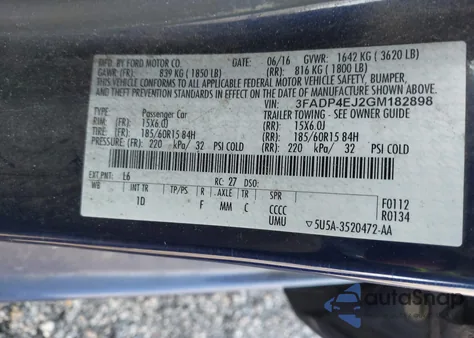 MFD. BY FORD MOTOR CO. 06/16 GVWR: 1642 KG ( 3620 LB)
GAWR: (FR): 839 KG ( 1850LB) (RR): 816 KG ( 1800 LB)
THIS VEHICLE CONFORMS TO ALL APPLICABLE FEDERAL MOTOR VEHICLE SAFETY, BUMPER,
AND THEFT PREVENTION STANDARDS IN EFFECT ON THE DATE OF MANUFACTURE SHOWN ABOVE.
VIN: 3FADP4EJ2GM182898
TYPE: Passenger Car TRAILER TOWING - SEE OWNER GUIDE
RIM: (FR): 15X6.0J (RR): 15X6.0J
TIRE: (FR): 185/60R15 84H (RR): 185/60R15 84H
PRESSURE: (FR): 220 kPa/ 32 PSI COLD (RR): 220 kPa/ 32 PSI COLD
EXT PNT: L6 RC: 27 DSO:
WB INT TR TP/PS R AXLE TR SPR F0112
1D F MM C CCCC R0134
UMU 5U5A-3520472-AA
autoSnap